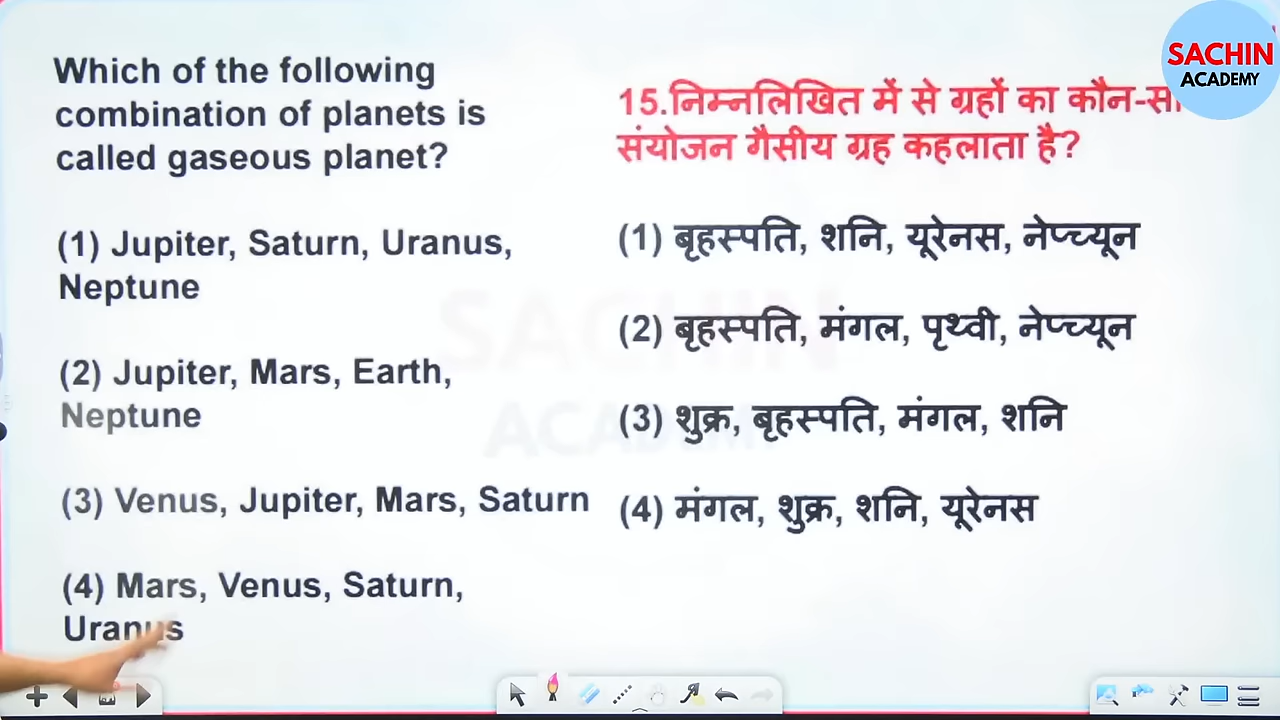 SACHIN
ACADEMY
Which of the following
combination of planets is
called gaseous planet?
(1) Jupiter, Saturn, Uranus,
Neptune
(2) Jupiter, Mars, Earth,
Neptune
(3) Venus, Jupiter, Mars, Saturn
(4) Mars, Venus, Saturn,
Uranus
15.निम्नलिखित में से ग्रहों का कौन-सा
संयोजन गैसीय ग्रह कहलाता है?
(1) बृहस्पति, शनि, यूरेनस, नेप्च्यून
(2) बृहस्पति, मंगल, पृथ्वी, नेप्च्यून
(3) शुक्र, बृहस्पति, मंगल, शनि
(4) मंगल, शुक्र, शनि, यूरेनस
SACHIN
ACADEMY